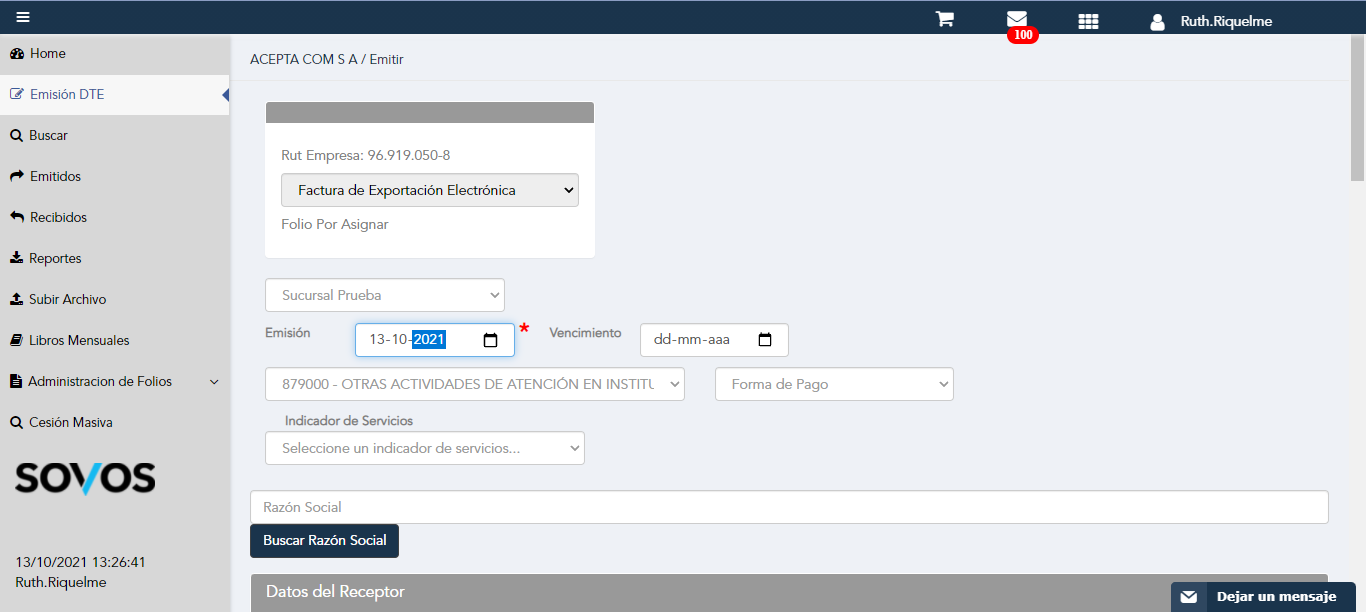 Ruth.Riquelme
100
Home
Emisión DTE
Buscar
Emitidos
Recibidos
Reportes
Subir Archivo
Libros Mensuales
Administracion de Folios
Cesión Masiva
SOVOS
13/10/2021 13:26:41
Ruth.Riquelme
ACEPTA COM S A / Emitir
Rut Empresa: 96.919.050-8
Factura de Exportación Electrónica
Folio Por Asignar
Sucursal Prueba
Emisión 13-10-2021 * Vencimiento dd-mm-aaa
879000 - OTRAS ACTIVIDADES DE ATENCIÓN EN INSTITU Forma de Pago
Indicador de Servicios
Seleccione un indicador de servicios...
Razón Social
Buscar Razón Social
Datos del Receptor
Dejar un mensaje